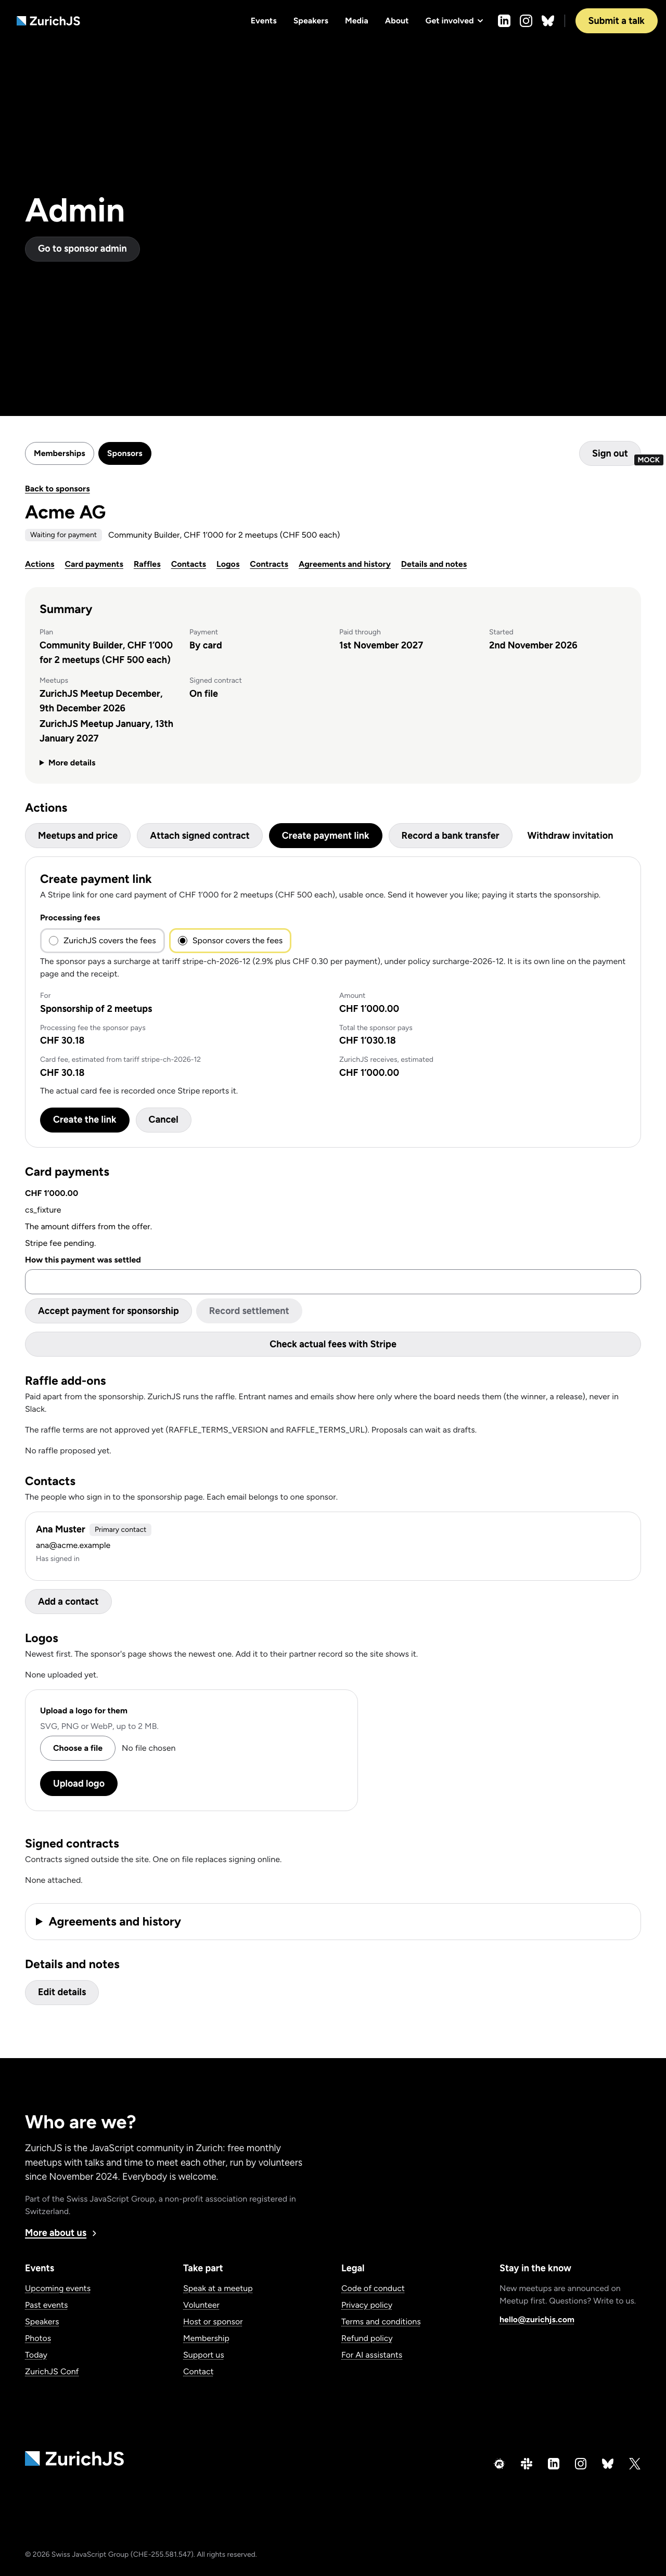 ZurichJS
Events
Speakers
Media
About
Get involved
Submit a talk
Admin
Go to sponsor admin
Memberships
Sponsors
Sign out
MOCK
Back to sponsors
Acme AG
Waiting for payment
Community Builder, CHF 1’000 for 2 meetups (CHF 500 each)
Actions
Card payments
Raffles
Contacts
Logos
Contracts
Agreements and history
Details and notes
Summary
Plan
Community Builder, CHF 1’000
for 2 meetups (CHF 500 each)
Payment
By card
Paid through
1st November 2027
Started
2nd November 2026
Meetups
ZurichJS Meetup December,
9th December 2026
ZurichJS Meetup January, 13th
January 2027
Signed contract
On file
More details
Actions
Meetups and price
Attach signed contract
Create payment link
Record a bank transfer
Withdraw invitation
Create payment link
A Stripe link for one card payment of CHF 1’000 for 2 meetups (CHF 500 each), usable once. Send it however you like; paying it starts the sponsorship.
Processing fees
ZurichJS covers the fees
Sponsor covers the fees
The sponsor pays a surcharge at tariff stripe-ch-2026-12 (2.9% plus CHF 0.30 per payment), under policy surcharge-2026-12. It is its own line on the payment
page and the receipt.
For
Sponsorship of 2 meetups
Amount
CHF 1’000.00
Processing fee the sponsor pays
CHF 30.18
Total the sponsor pays
CHF 1’030.18
Card fee, estimated from tariff stripe-ch-2026-12
CHF 30.18
ZurichJS receives, estimated
CHF 1’000.00
The actual card fee is recorded once Stripe reports it.
Create the link
Cancel
Card payments
CHF 1’000.00
cs_fixture
The amount differs from the offer.
Stripe fee pending.
How this payment was settled
Accept payment for sponsorship
Record settlement
Check actual fees with Stripe
Raffle add-ons
Paid apart from the sponsorship. ZurichJS runs the raffle. Entrant names and emails show here only where the board needs them (the winner, a release), never in
Slack.
The raffle terms are not approved yet (RAFFLE_TERMS_VERSION and RAFFLE_TERMS_URL). Proposals can wait as drafts.
No raffle proposed yet.
Contacts
The people who sign in to the sponsorship page. Each email belongs to one sponsor.
Ana Muster
Primary contact
ana@acme.example
Has signed in
Add a contact
Logos
Newest first. The sponsor's page shows the newest one. Add it to their partner record so the site shows it.
None uploaded yet.
Upload a logo for them
SVG, PNG or WebP, up to 2 MB.
Choose a file
No file chosen
Upload logo
Signed contracts
Contracts signed outside the site. One on file replaces signing online.
None attached.
Agreements and history
Details and notes
Edit details
Who are we?
ZurichJS is the JavaScript community in Zurich: free monthly
meetups with talks and time to meet each other, run by volunteers
since November 2024. Everybody is welcome.
Part of the Swiss JavaScript Group, a non-profit association registered in
Switzerland.
More about us
Events
Upcoming events
Past events
Speakers
Photos
Today
ZurichJS Conf
Take part
Speak at a meetup
Volunteer
Host or sponsor
Membership
Support us
Contact
Legal
Code of conduct
Privacy policy
Terms and conditions
Refund policy
For AI assistants
Stay in the know
New meetups are announced on
Meetup first. Questions? Write to us.
hello@zurichjs.com
ZurichJS
© 2026 Swiss JavaScript Group (CHE-255.581.547). All rights reserved.